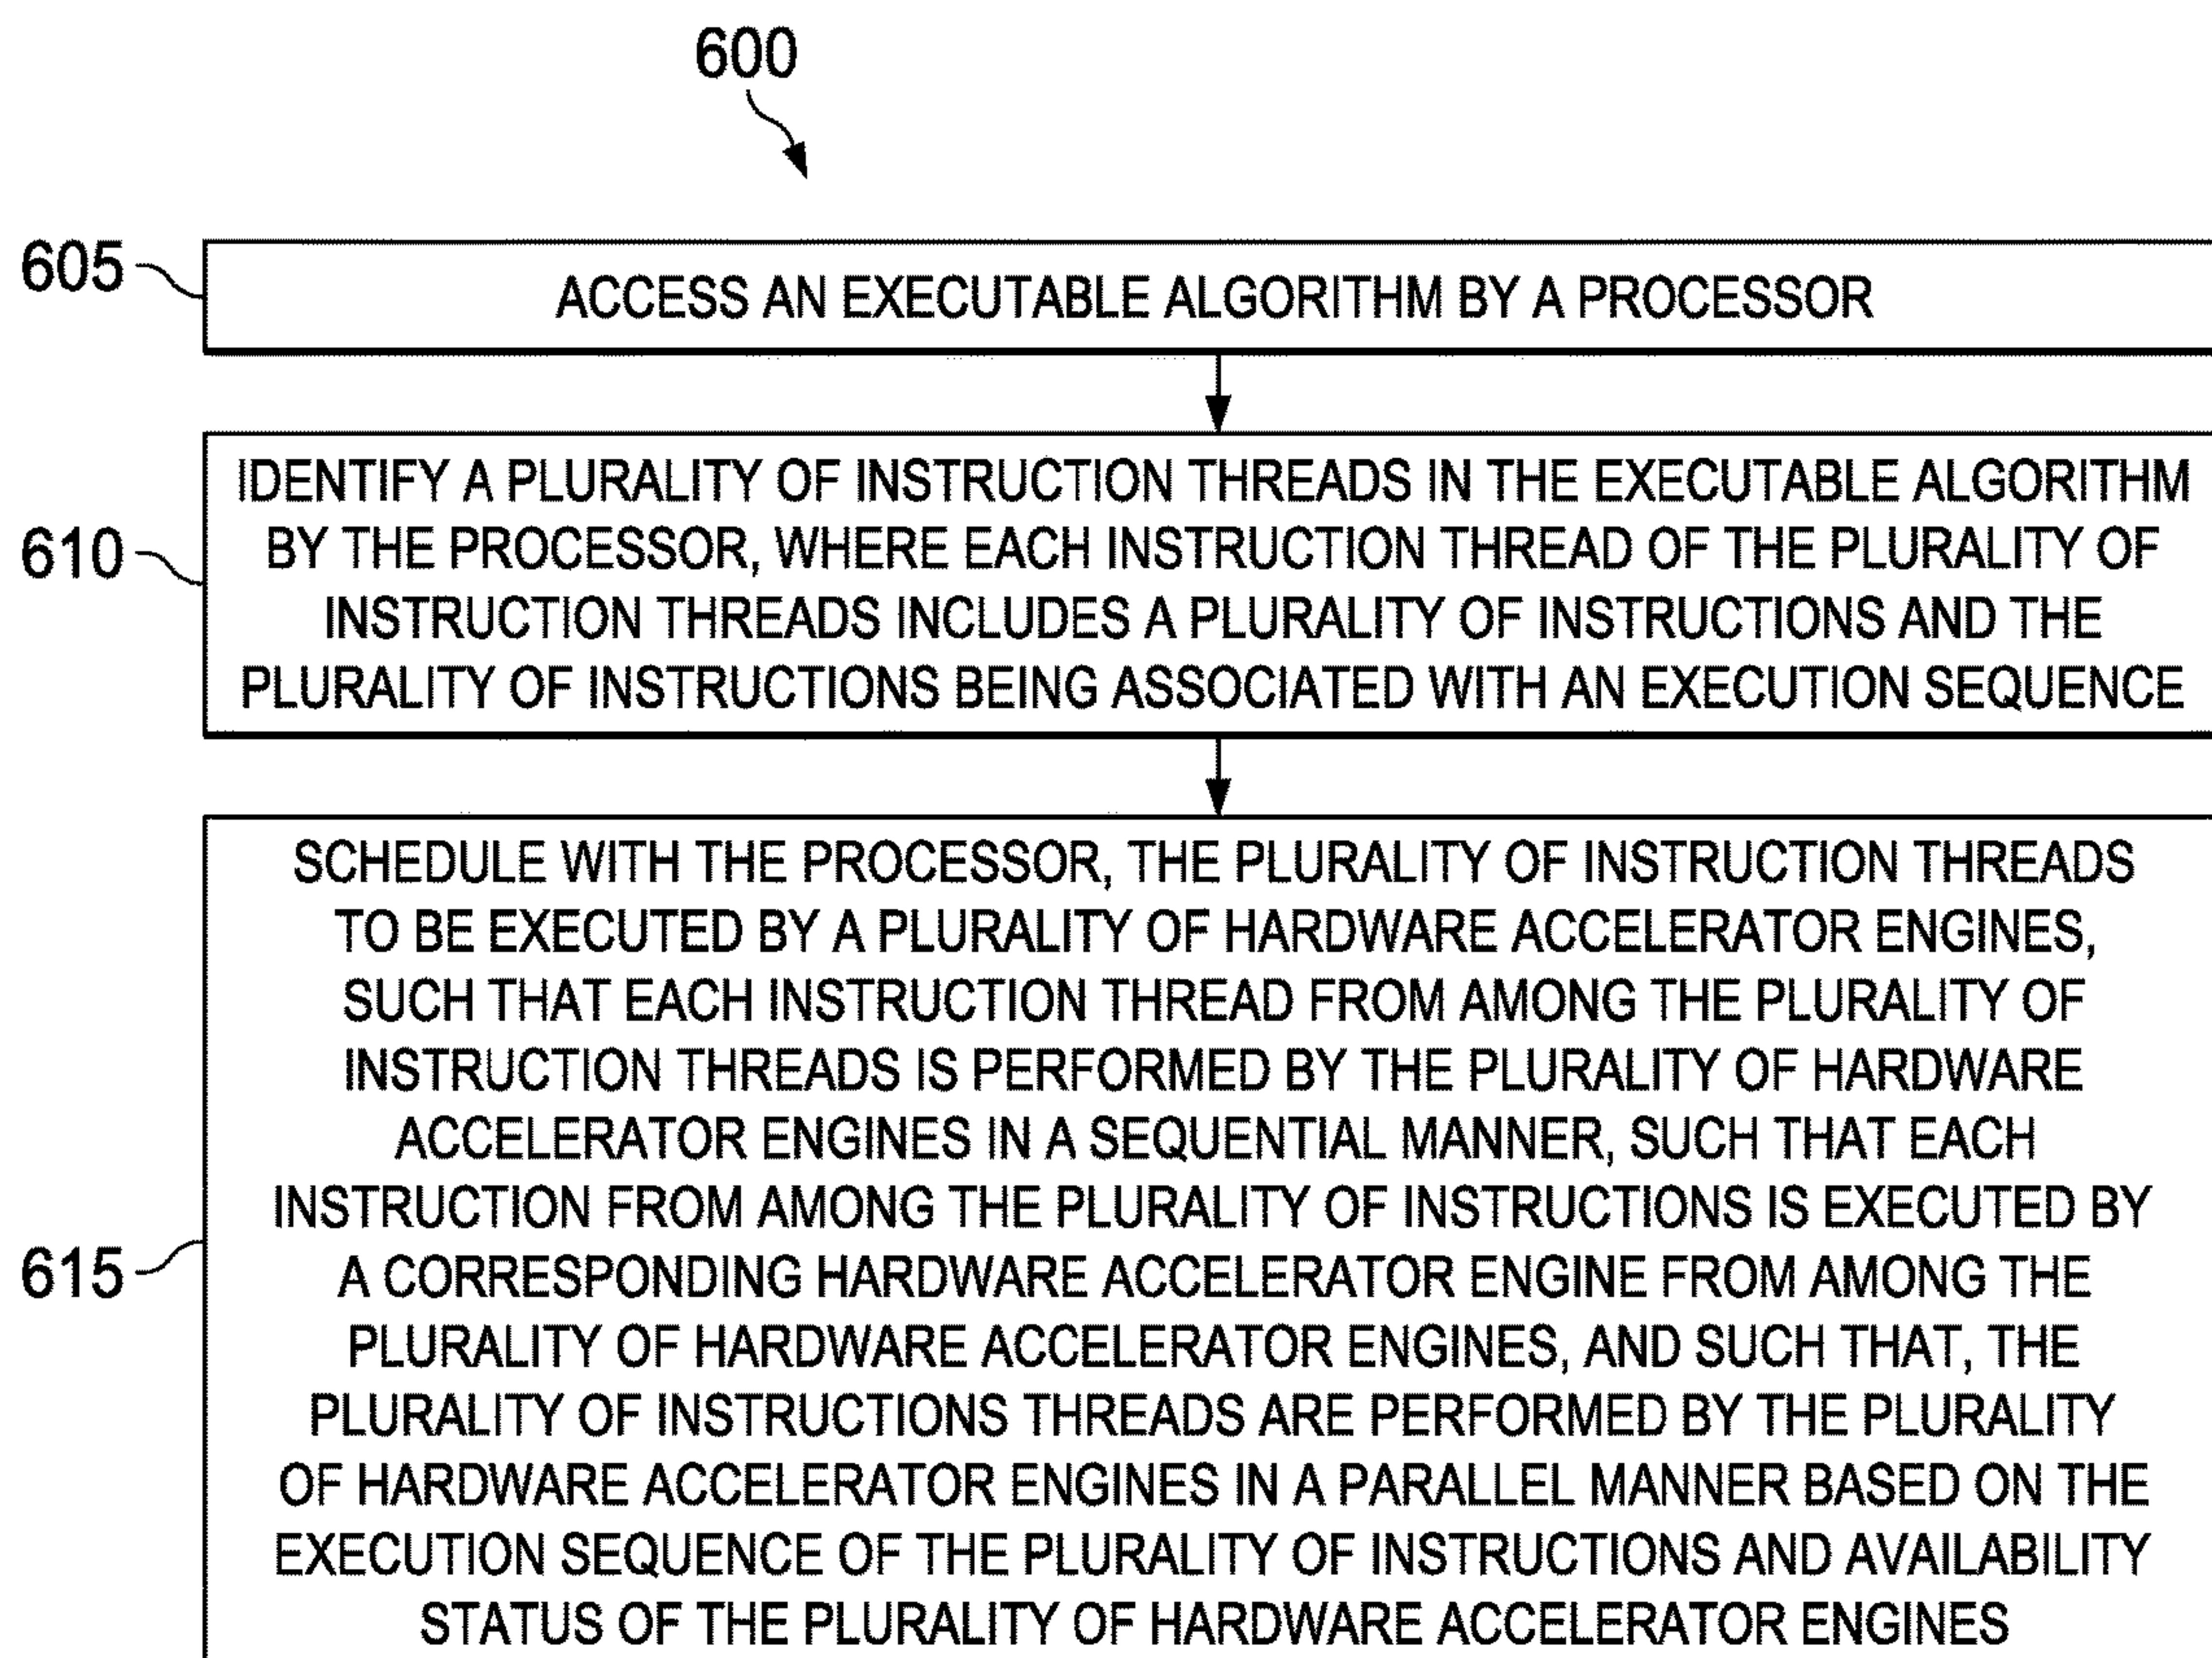 600
605
ACCESS AN EXECUTABLE ALGORITHM BY A PROCESSOR
610
IDENTIFY A PLURALITY OF INSTRUCTION THREADS IN THE EXECUTABLE ALGORITHM
BY THE PROCESSOR, WHERE EACH INSTRUCTION THREAD OF THE PLURALITY OF
INSTRUCTION THREADS INCLUDES A PLURALITY OF INSTRUCTIONS AND THE
PLURALITY OF INSTRUCTIONS BEING ASSOCIATED WITH AN EXECUTION SEQUENCE
615
SCHEDULE WITH THE PROCESSOR, THE PLURALITY OF INSTRUCTION THREADS
TO BE EXECUTED BY A PLURALITY OF HARDWARE ACCELERATOR ENGINES,
SUCH THAT EACH INSTRUCTION THREAD FROM AMONG THE PLURALITY OF
INSTRUCTION THREADS IS PERFORMED BY THE PLURALITY OF HARDWARE
ACCELERATOR ENGINES IN A SEQUENTIAL MANNER, SUCH THAT EACH
INSTRUCTION FROM AMONG THE PLURALITY OF INSTRUCTIONS IS EXECUTED BY
A CORRESPONDING HARDWARE ACCELERATOR ENGINE FROM AMONG THE
PLURALITY OF HARDWARE ACCELERATOR ENGINES, AND SUCH THAT, THE
PLURALITY OF INSTRUCTIONS THREADS ARE PERFORMED BY THE PLURALITY
OF HARDWARE ACCELERATOR ENGINES IN A PARALLEL MANNER BASED ON THE
EXECUTION SEQUENCE OF THE PLURALITY OF INSTRUCTIONS AND AVAILABILITY
STATUS OF THE PLURALITY OF HARDWARE ACCELERATOR ENGINES